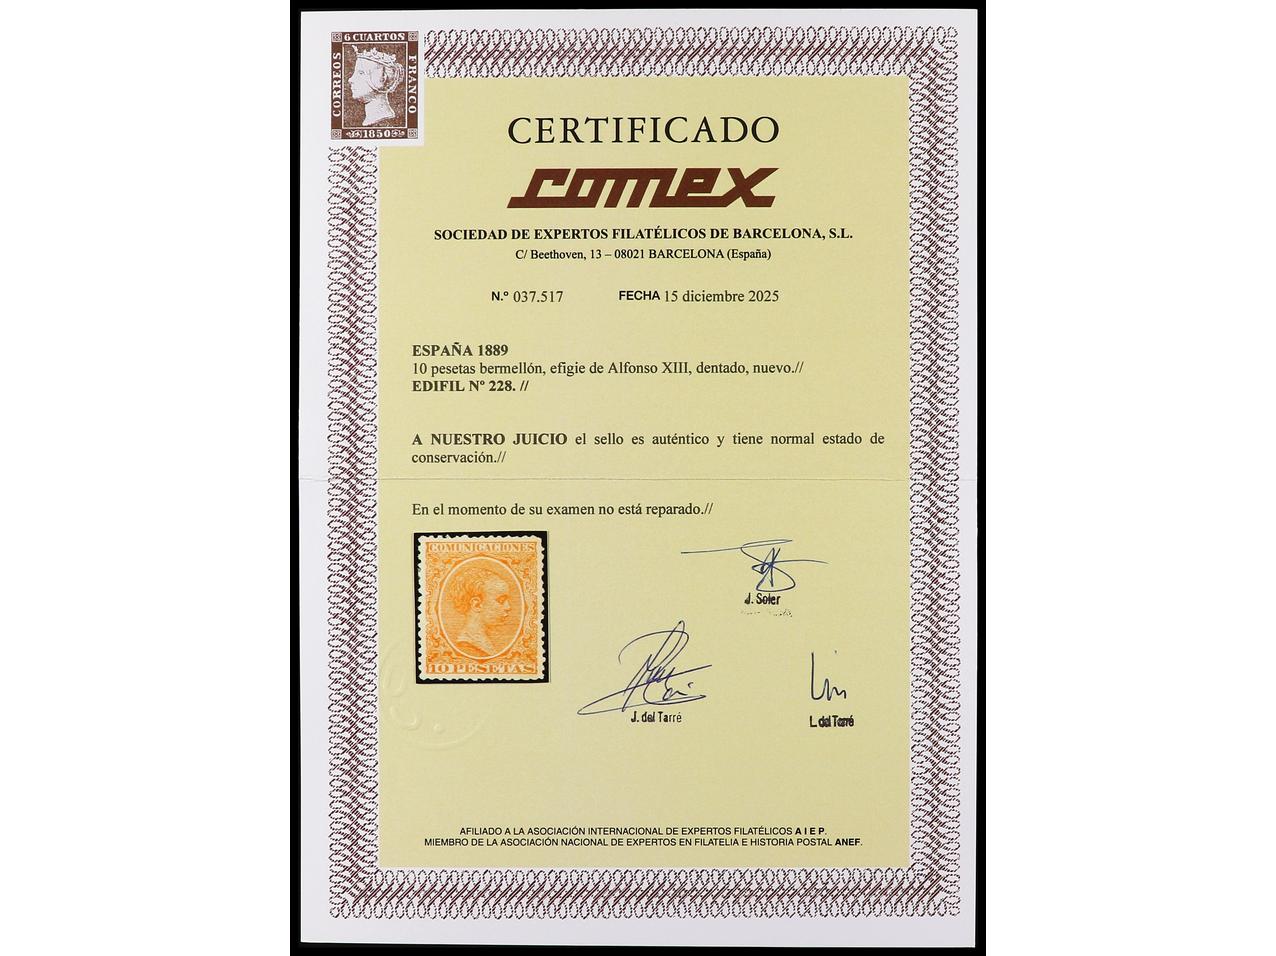 6 CUARTOS
CORREOS
FRANCO
1850
CERTIFICADO
comex
SOCIEDAD DE EXPERTOS FILATÉLICOS DE BARCELONA, S.L.
C/ Beethoven, 13 – 08021 BARCELONA (España)
N.º 037.517 FECHA 15 diciembre 2025
ESPAÑA 1889
10 pesetas bermellón, efigie de Alfonso XIII, dentado, nuevo.//
EDIFIL Nº 228. //
A NUESTRO JUICIO el sello es auténtico y tiene normal estado de
conservación.//
En el momento de su examen no está reparado.//
COMUNICACIONES
10 PESETAS
J. Soler
J. del Tarré
L. del Tarré
AFILIADO A LA ASOCIACIÓN INTERNACIONAL DE EXPERTOS FILATÉLICOS A I E P.
MIEMBRO DE LA ASOCIACIÓN NACIONAL DE EXPERTOS EN FILATELIA E HISTORIA POSTAL ANEF.